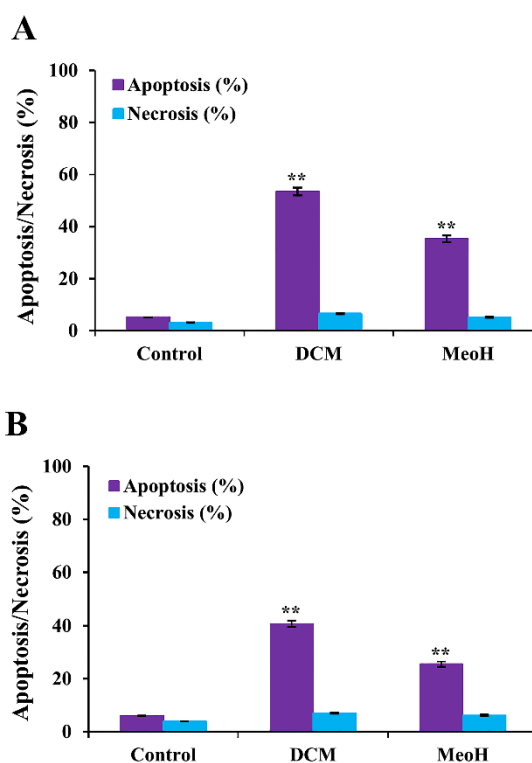 A
Apoptosis/Necrosis (%)
100
80
60
40
20
0
Apoptosis (%)
Necrosis (%)
**
**
Control DCM MeoH
B
Apoptosis/Necrosis (%)
100
80
60
40
20
0
Apoptosis (%)
Necrosis (%)
**
**
Control DCM MeoH